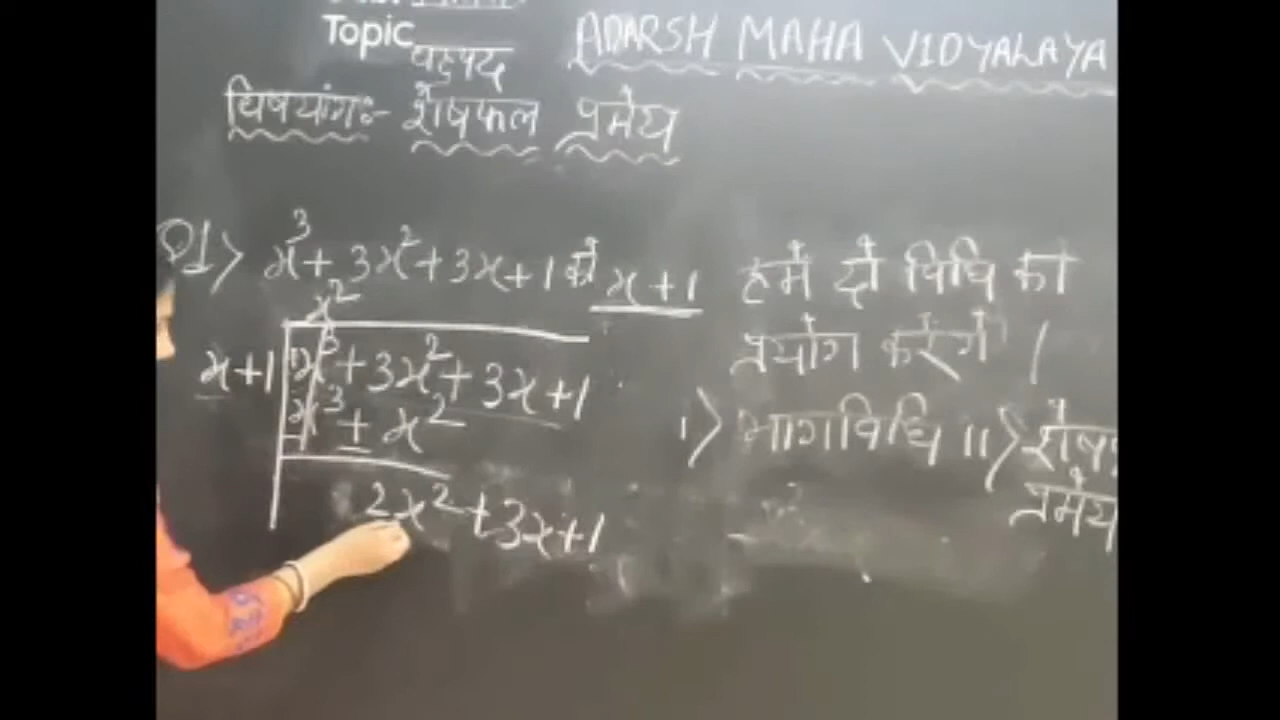 Topic बहुपद
ADARSH MAHA VIDYALAYA
विषयांगः- शेषफल प्रमेय
Q1> x³ + 3x² + 3x + 1 को x + 1
x²
x+1 x³ + 3x² + 3x + 1
x³ + x²
2x² + 3x + 1
हमे दो विधि का
प्रयोग करेगें ।
i> भागविधि ii> शेष
प्रमेय